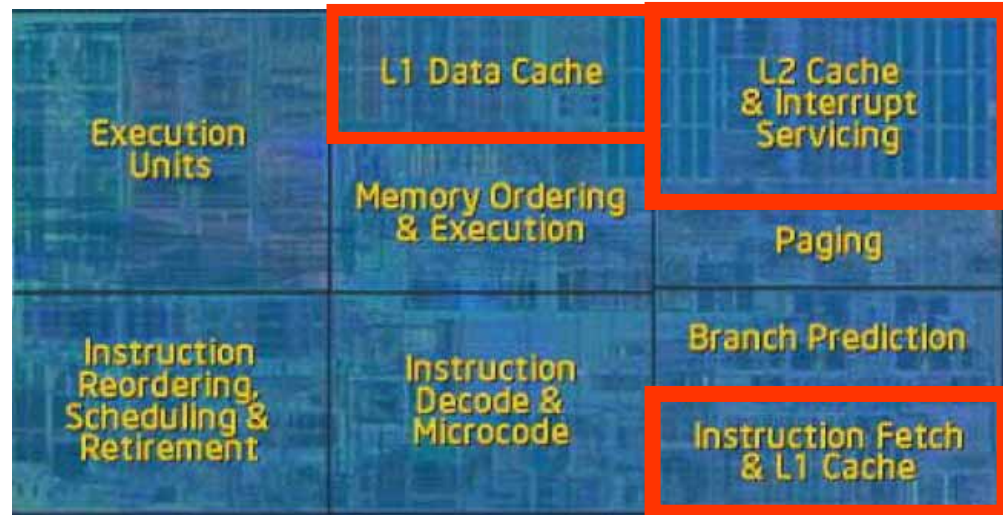 Execution
Units
L1 Data Cache
L2 Cache
& Interrupt
Servicing
Memory Ordering
& Execution
Paging
Instruction
Reordering,
Scheduling &
Retirement
Instruction
Decode &
Microcode
Branch Prediction
Instruction Fetch
& L1 Cache